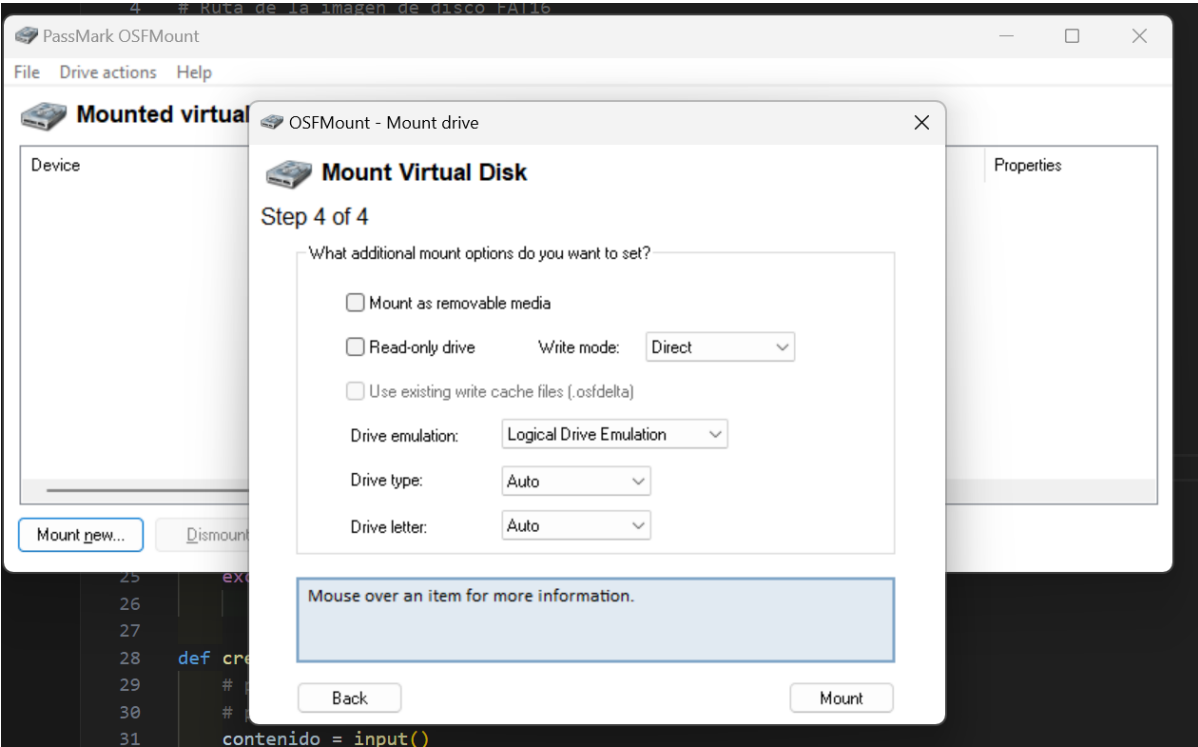 4 # Ruta de la imagen de disco FAT16
PassMark OSFMount
File Drive actions Help
Mounted virtual
Device
Properties
OSFMount - Mount drive
Mount Virtual Disk
Step 4 of 4
What additional mount options do you want to set?
Mount as removable media
Read-only drive Write mode: Direct
Use existing write cache files (.osfdelta)
Drive emulation: Logical Drive Emulation
Drive type: Auto
Drive letter: Auto
Mount new... Dismount
Mouse over an item for more information.
Back Mount
25 exc
26
27
28 def cre
29 # p
30 # p
31 contenido = input()